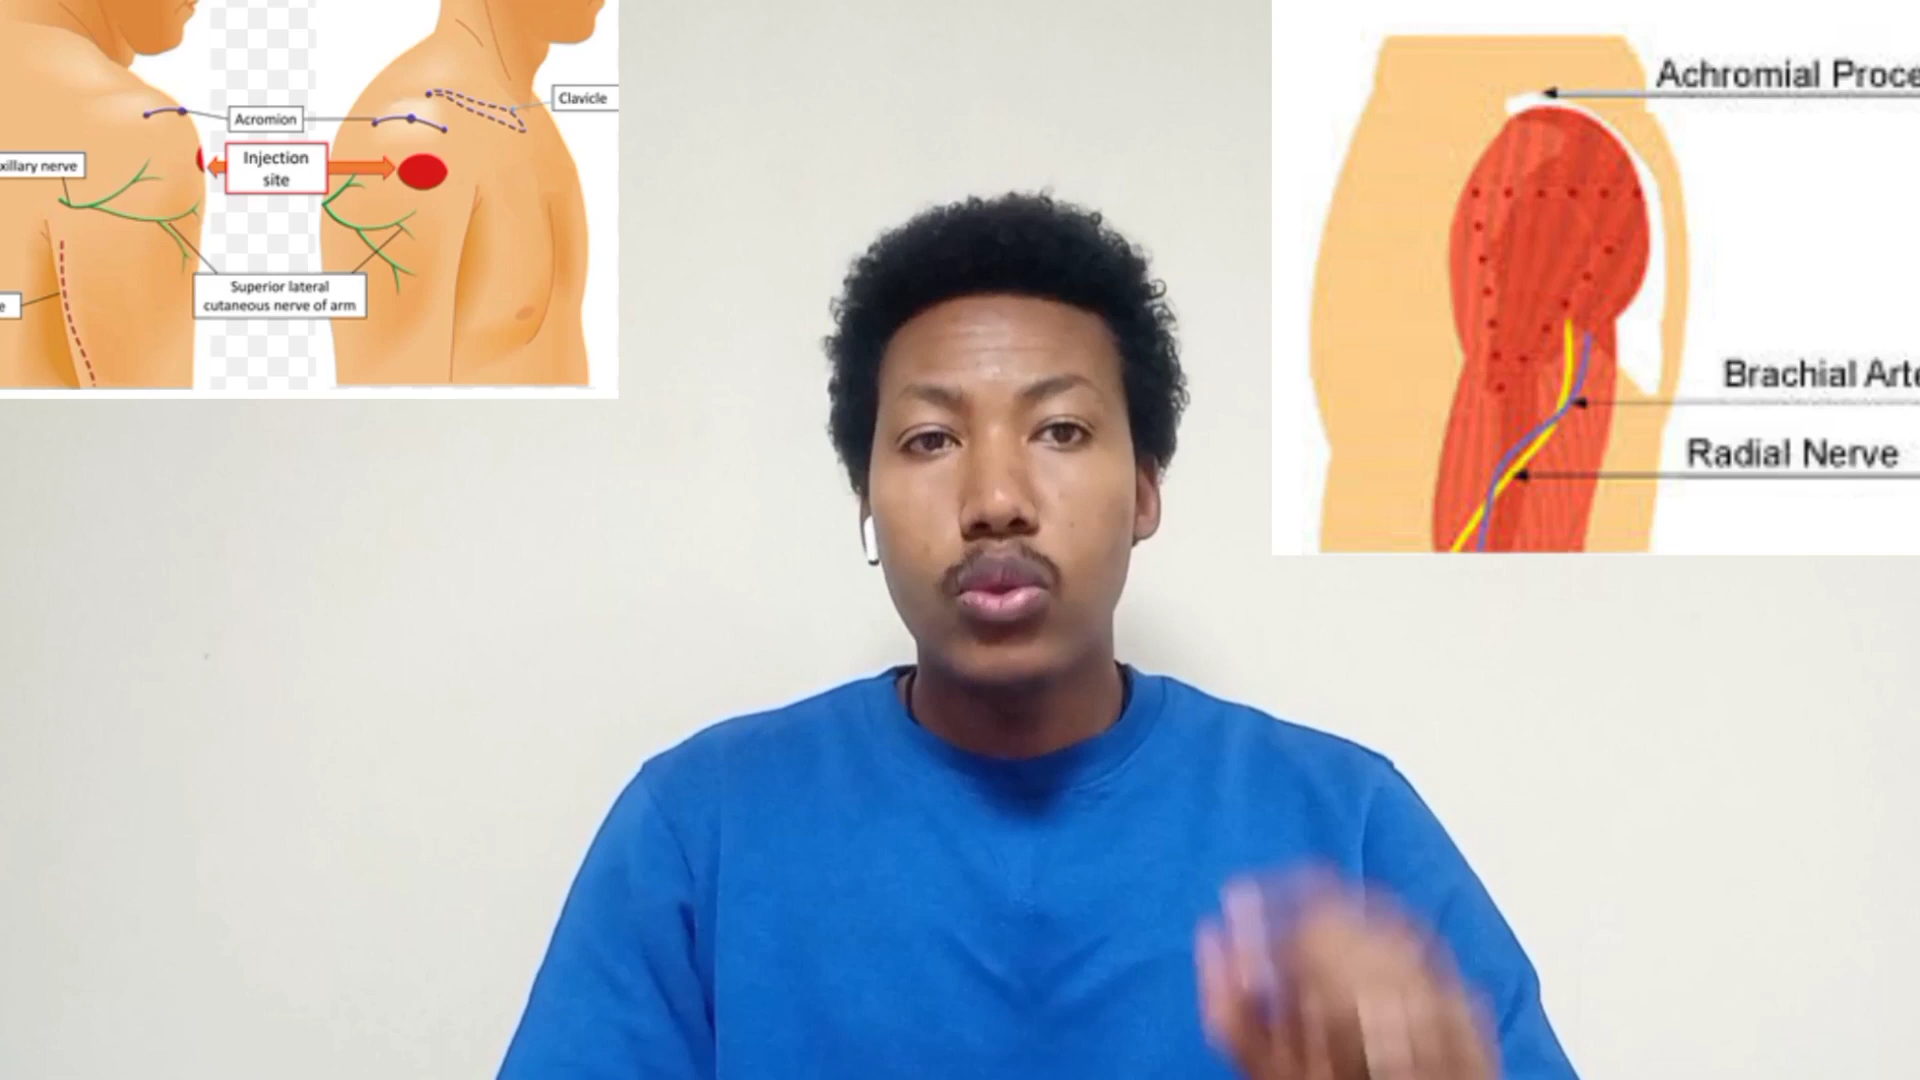 Clavicle
Acromion
Injection
site
xillary nerve
Superior lateral
cutaneous nerve of arm
e
Achromial Proce
Brachial Arte
Radial Nerve